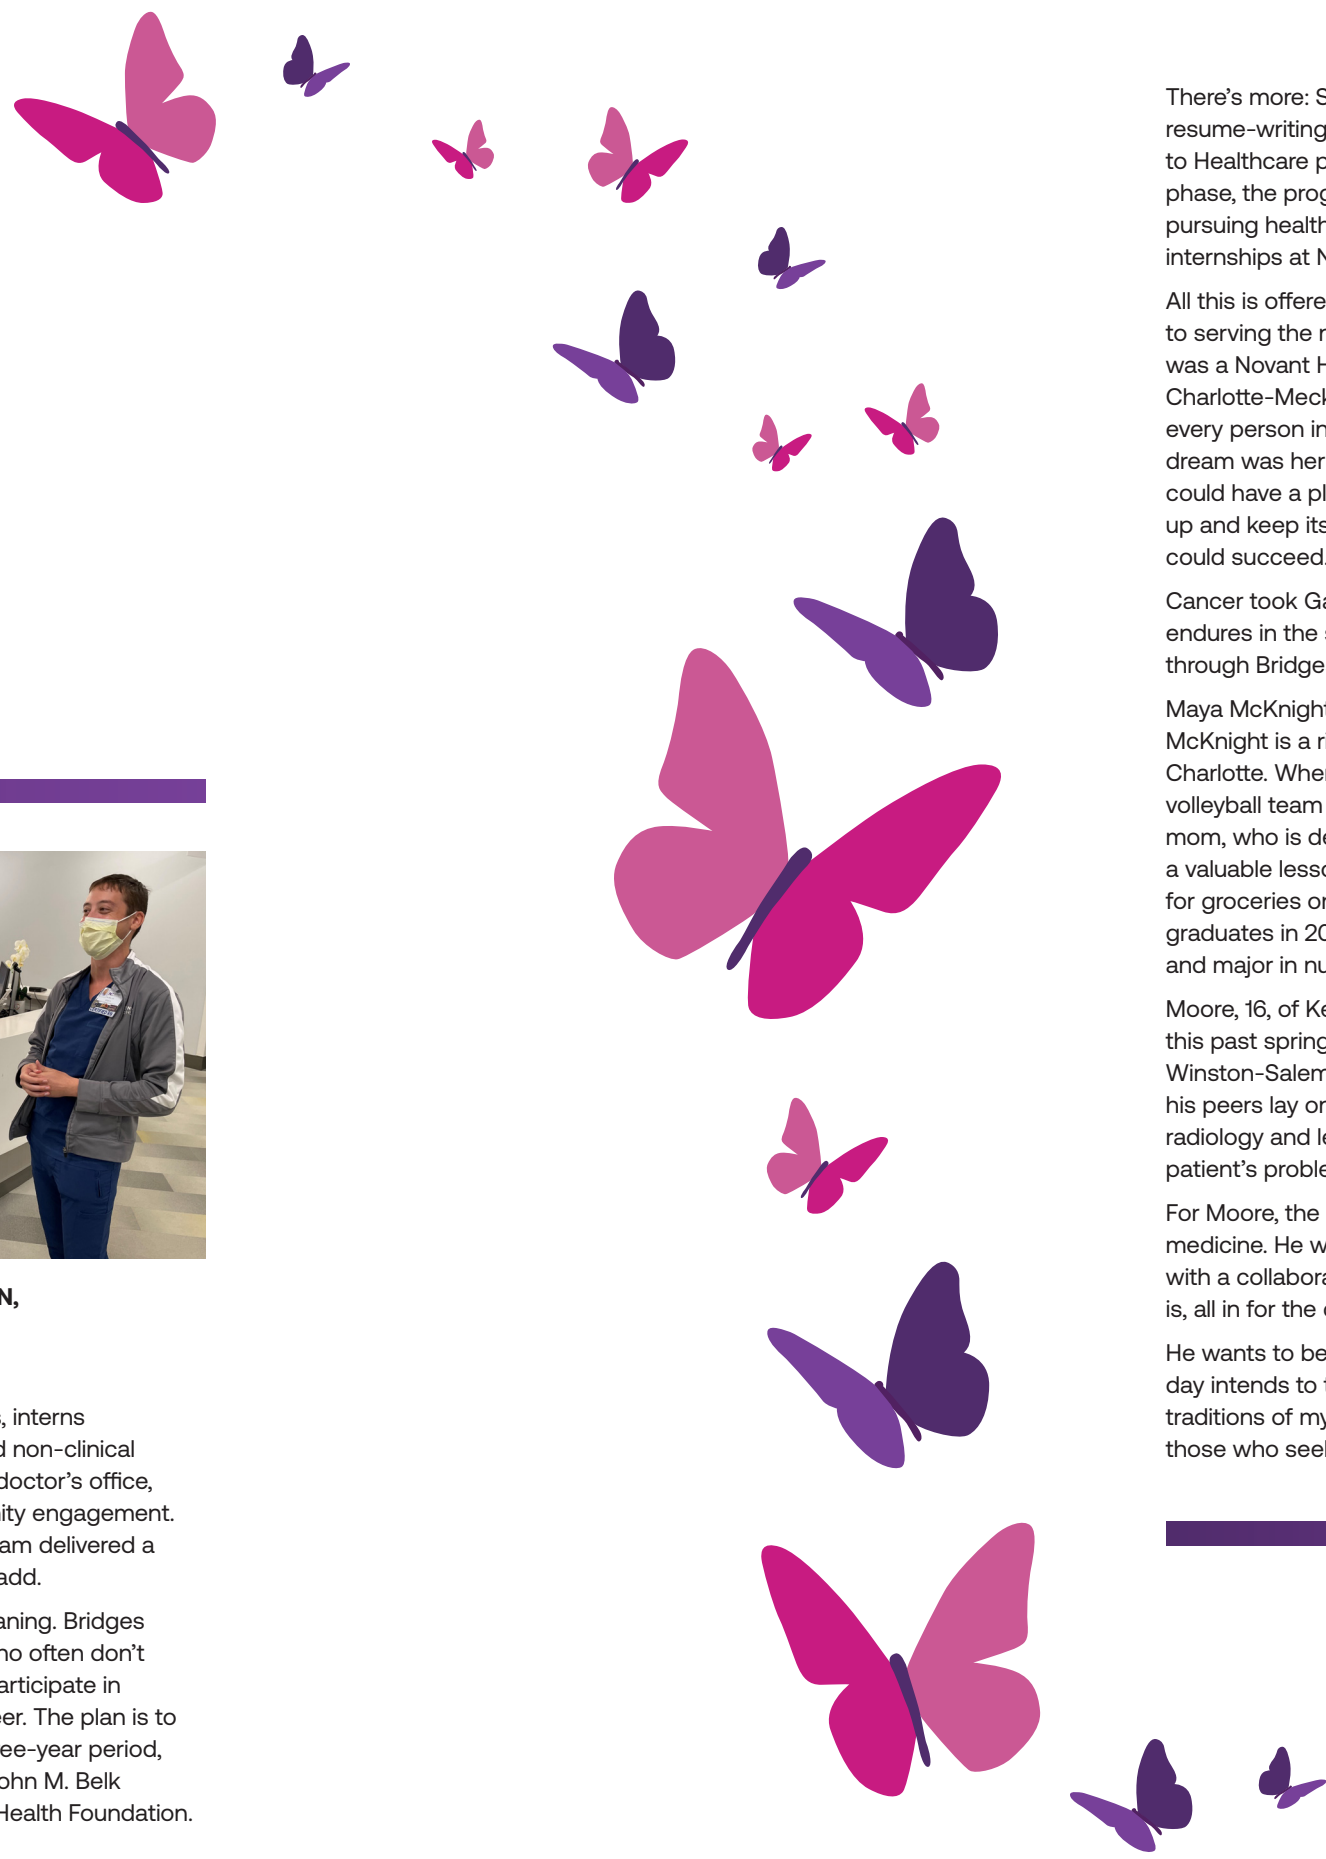 N,
, interns
d non-clinical
doctor’s office,
ity engagement.
am delivered a
add.
aning. Bridges
no often don’t
articipate in
eer. The plan is to
ree-year period,
ohn M. Belk
Health Foundation.
There’s more: S
resume-writing
to Healthcare p
phase, the prog
pursuing health
internships at N
All this is offere
to serving the
was a Novant H
Charlotte-Meck
every person in
dream was her
could have a pl
up and keep its
could succeed.
Cancer took Ga
endures in the
through Bridge
Maya McKnight
McKnight is a ri
Charlotte. When
volleyball team
mom, who is de
a valuable lesso
for groceries or
graduates in 20
and major in nu
Moore, 16, of Ke
this past spring
Winston-Salem
his peers lay on
radiology and le
patient’s proble
For Moore, the
medicine. He w
with a collabora
is, all in for the
He wants to be
day intends to t
traditions of my
those who seek